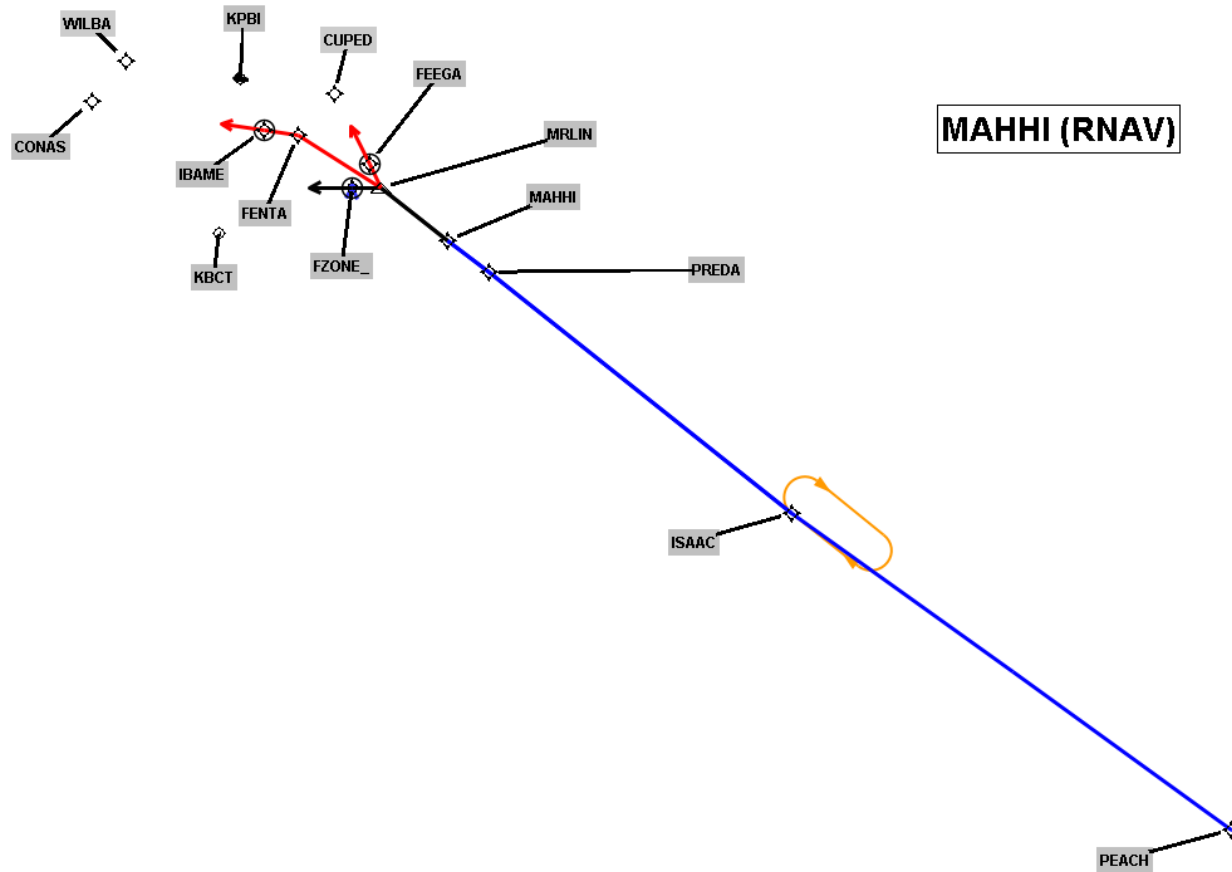 WILBA
KPBI
CUPED
FEEGA
MAHHI (RNAV)
MRLIN
CONAS
IBAME
MAHHI
FENTA
KBCT
FZONE_
PREDA
ISAAC
PEACH